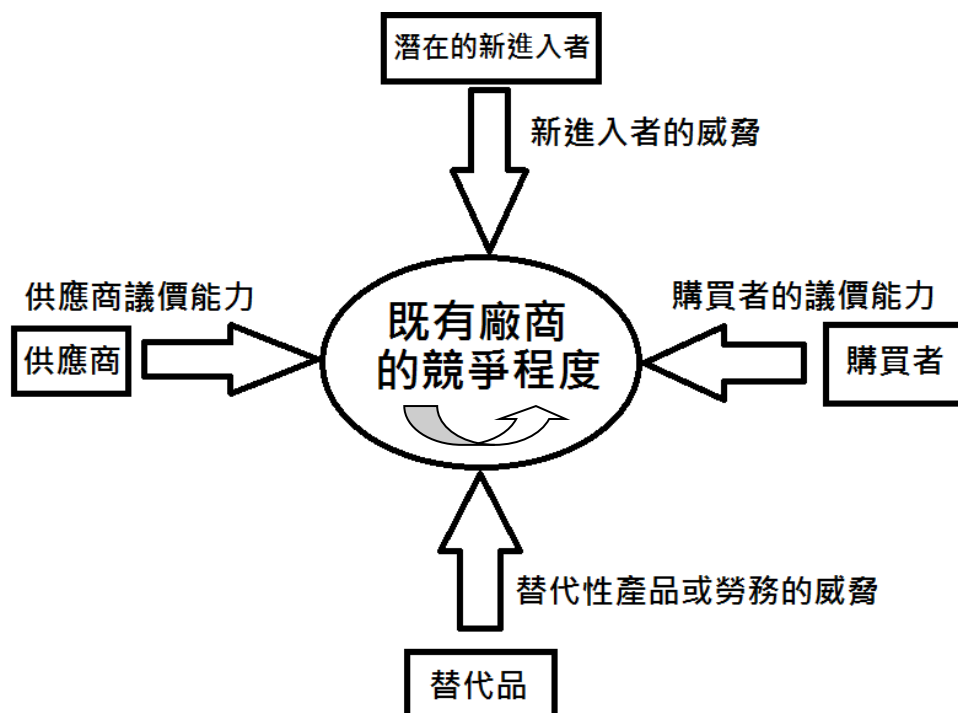 潛在的新進入者
新進入者的威脅
供應商議價能力
供應商
既有廠商
的競爭程度
購買者的議價能力
購買者
替代性產品或勞務的威脅
替代品